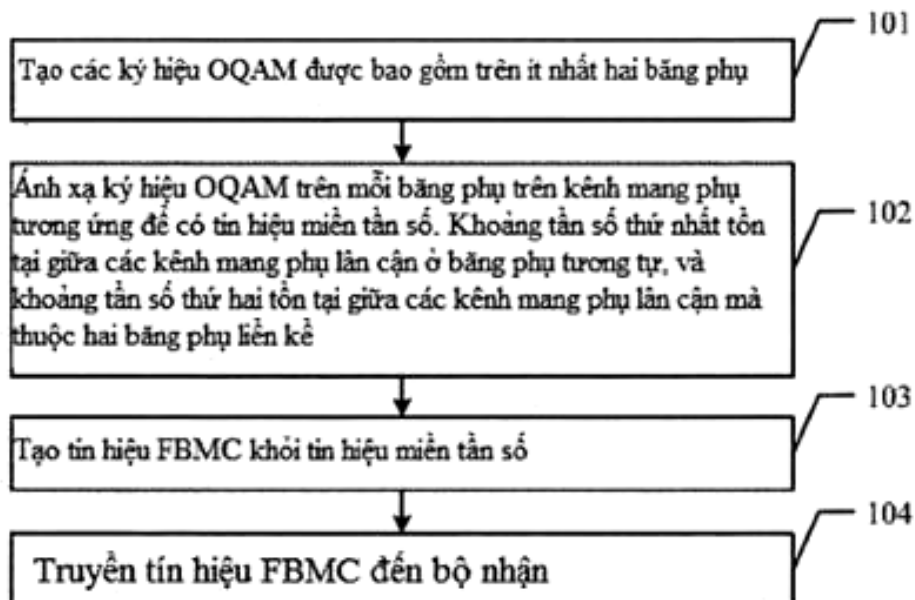 101
Tạo các ký hiệu OQAM được bao gồm trên ít nhất hai băng phụ
Ánh xạ ký hiệu OQAM trên mỗi băng phụ trên kênh mang phụ
tương ứng để có tín hiệu miền tần số. Khoảng tần số thứ nhất tồn
tại giữa các kênh mang phụ lân cận ở băng phụ tương tự, và
khoảng tần số thứ hai tồn tại giữa các kênh mang phụ lân cận mà
thuộc hai băng phụ liền kề
102
103
Tạo tín hiệu FBMC khỏi tín hiệu miền tần số
104
Truyền tín hiệu FBMC đến bộ nhận